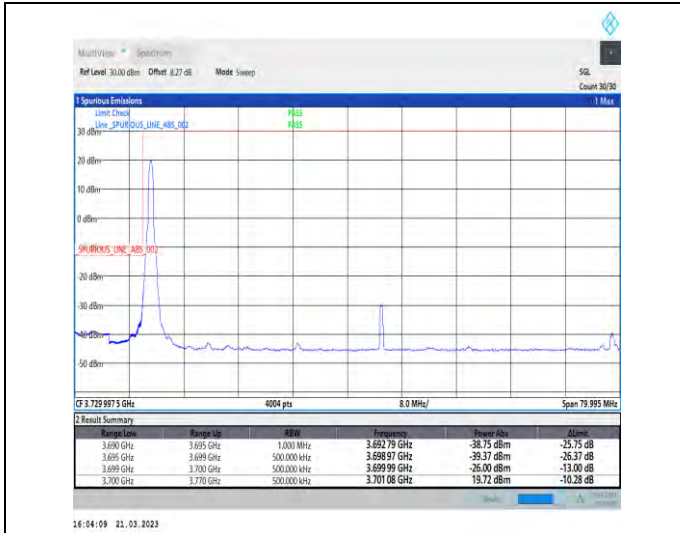 MultiView Spectrum
Ref Level 30.00 dBm Offset 8.27 dB Mode Sweep SGL
Count 30/30
1 Spurious Emissions 1 Max
Limit Check PASS
Line _SPURIOUS_LINE_ABS_002 PASS
30 dBm
20 dBm
10 dBm
0 dBm
_SPURIOUS_LINE_ABS_002
-20 dBm
-30 dBm
-40 dBm
-50 dBm
CF 3.729 997 5 GHz 4004 pts 8.0 MHz/ Span 79.995 MHz
2 Result Summary
Range Low Range Up RBW Frequency Power Abs ΔLimit
3.690 GHz 3.695 GHz 1.000 MHz 3.692 79 GHz -38.75 dBm -25.75 dB
3.695 GHz 3.699 GHz 500.000 kHz 3.698 97 GHz -39.37 dBm -26.37 dB
3.699 GHz 3.700 GHz 500.000 kHz 3.699 99 GHz -26.00 dBm -13.00 dB
3.700 GHz 3.770 GHz 500.000 kHz 3.701 08 GHz 19.72 dBm -10.28 dB
16:04:09 21.03.2023